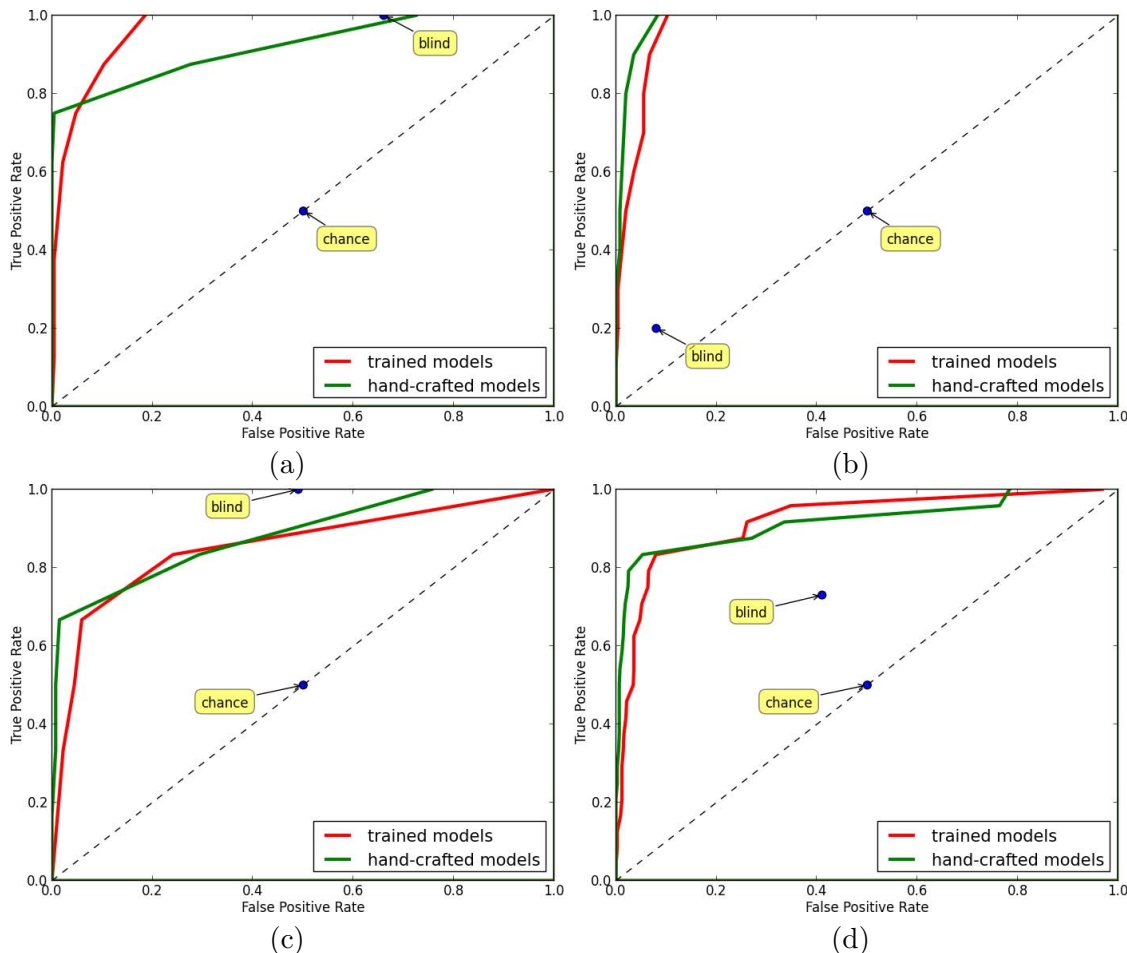 1.0
0.8
0.6
0.4
0.2
0.0
True Positive Rate
blind
chance
trained models
hand-crafted models
0.0 0.2 0.4 0.6 0.8 1.0
False Positive Rate
(a)
1.0
0.8
0.6
0.4
0.2
0.0
True Positive Rate
chance
blind
trained models
hand-crafted models
0.0 0.2 0.4 0.6 0.8 1.0
False Positive Rate
(b)
1.0
0.8
0.6
0.4
0.2
0.0
True Positive Rate
blind
chance
trained models
hand-crafted models
0.0 0.2 0.4 0.6 0.8 1.0
False Positive Rate
(c)
1.0
0.8
0.6
0.4
0.2
0.0
True Positive Rate
blind
chance
trained models
hand-crafted models
0.0 0.2 0.4 0.6 0.8 1.0
False Positive Rate
(d)